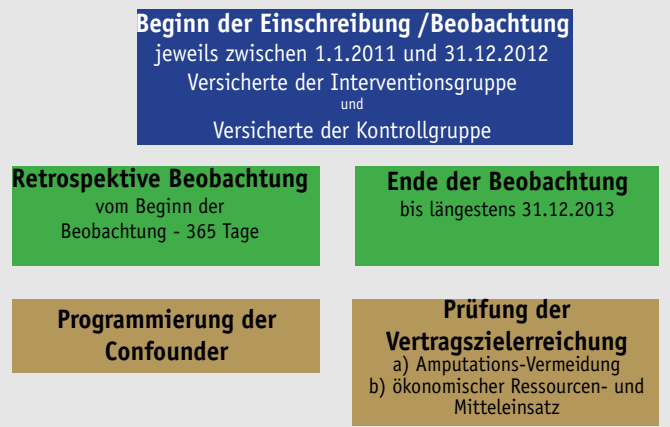 Beginn der Einschreibung /Beobachtung
jeweils zwischen 1.1.2011 und 31.12.2012
Versicherte der Interventionsgruppe
und
Versicherte der Kontrollgruppe
Retrospektive Beobachtung
vom Beginn der
Beobachtung - 365 Tage
Ende der Beobachtung
bis längestens 31.12.2013
Programmierung der
Confounder
Prüfung der
Vertragszielerreichung
a) Amputations-Vermeidung
b) ökonomischer Ressourcen- und
Mitteleinsatz